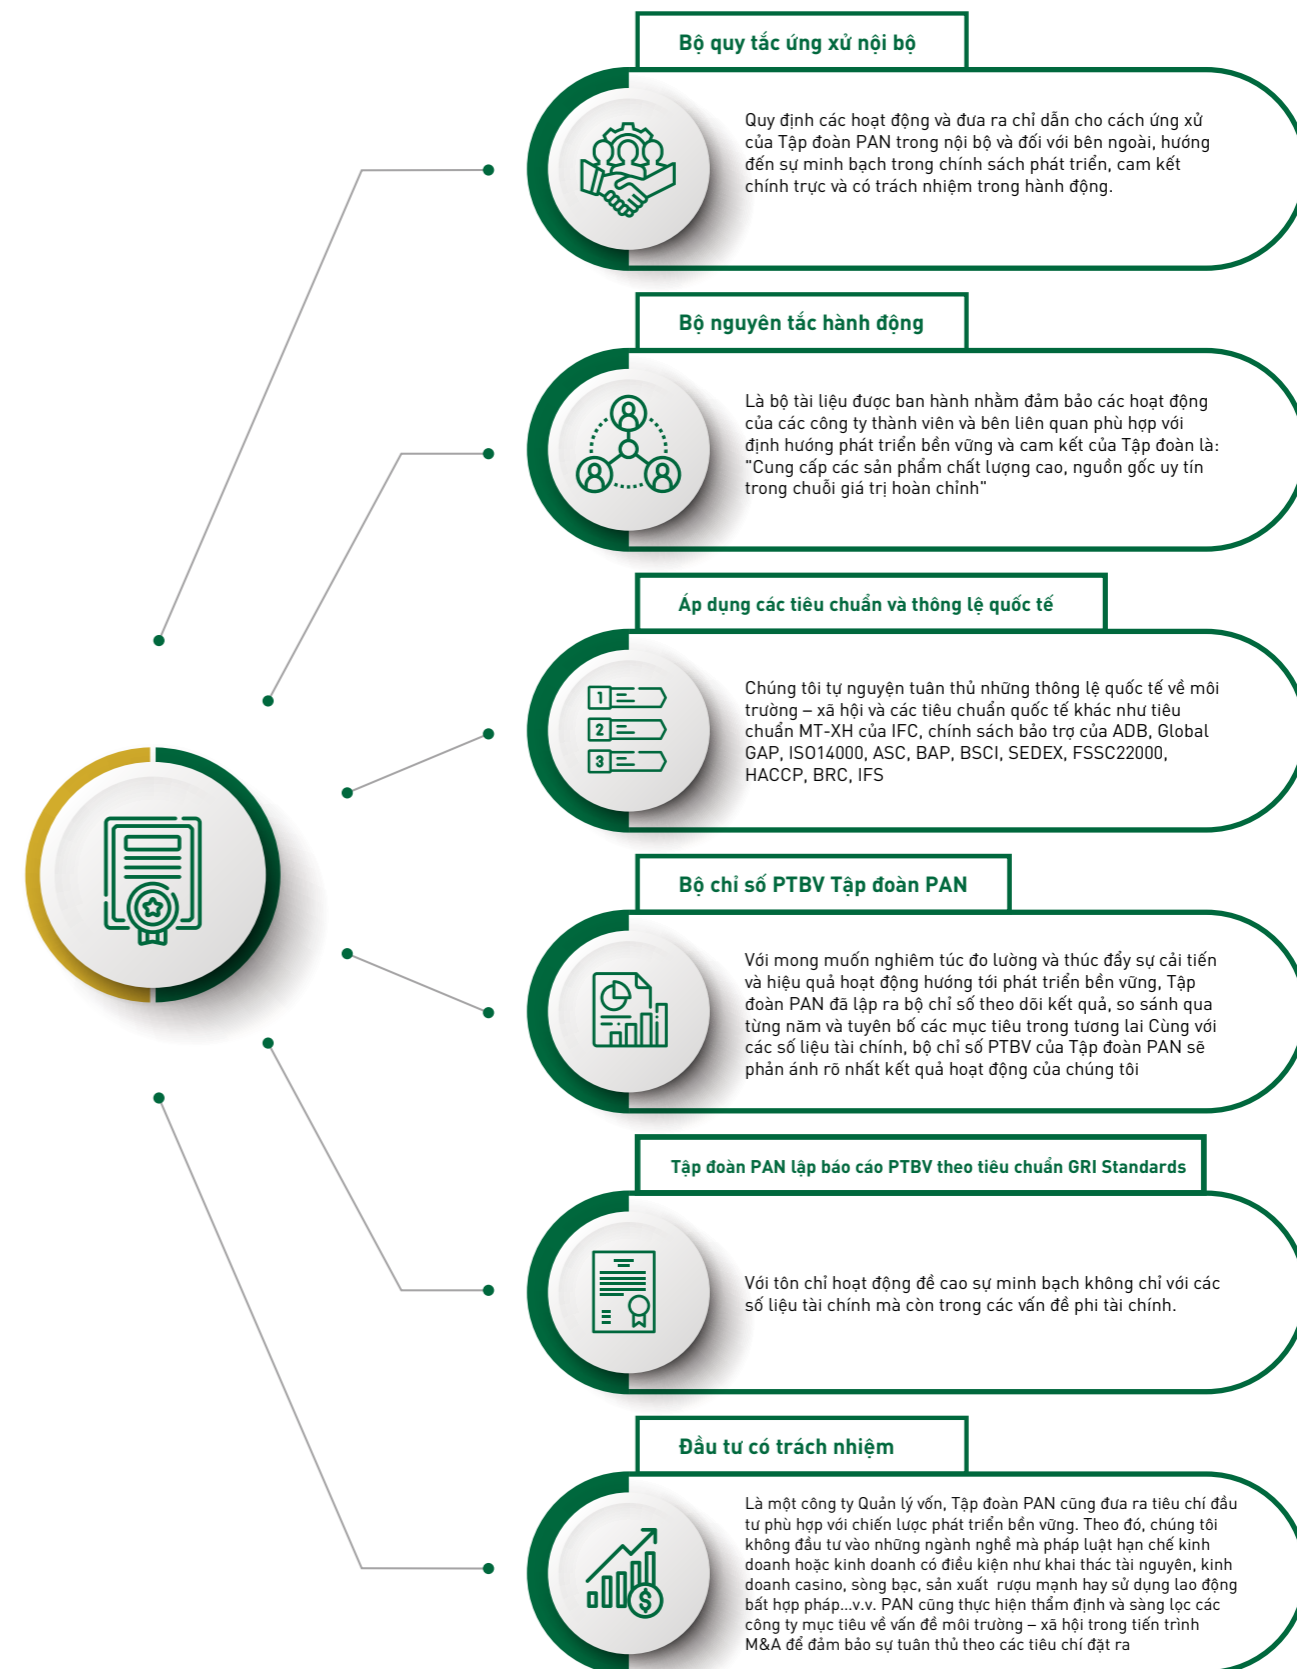 Bộ quy tắc ứng xử nội bộ
Quy định các hoạt động và đưa ra chỉ dẫn cho cách ứng xử
của Tập đoàn PAN trong nội bộ và đối với bên ngoài, hướng
đến sự minh bạch trong chính sách phát triển, cam kết
chính trực và có trách nhiệm trong hành động.
Bộ nguyên tắc hành động
Là bộ tài liệu được ban hành nhằm đảm bảo các hoạt động
của các công ty thành viên và bên liên quan phù hợp với
định hướng phát triển bền vững và cam kết của Tập đoàn là:
"Cung cấp các sản phẩm chất lượng cao, nguồn gốc uy tín
trong chuỗi giá trị hoàn chỉnh"
Áp dụng các tiêu chuẩn và thông lệ quốc tế
1
2
3
Chúng tôi tự nguyện tuân thủ những thông lệ quốc tế về môi
trường – xã hội và các tiêu chuẩn quốc tế khác như tiêu
chuẩn MT-XH của IFC, chính sách bảo trợ của ADB, Global
GAP, ISO14000, ASC, BAP, BSCI, SEDEX, FSSC22000,
HACCP, BRC, IFS
Bộ chỉ số PTBV Tập đoàn PAN
Với mong muốn nghiêm túc đo lường và thúc đẩy sự cải tiến
và hiệu quả hoạt động hướng tới phát triển bền vững, Tập
đoàn PAN đã lập ra bộ chỉ số theo dõi kết quả, so sánh qua
từng năm và tuyên bố các mục tiêu trong tương lai Cùng với
các số liệu tài chính, bộ chỉ số PTBV của Tập đoàn PAN sẽ
phản ánh rõ nhất kết quả hoạt động của chúng tôi
Tập đoàn PAN lập báo cáo PTBV theo tiêu chuẩn GRI Standards
Với tôn chỉ hoạt động đề cao sự minh bạch không chỉ với các
số liệu tài chính mà còn trong các vấn đề phi tài chính.
Đầu tư có trách nhiệm
$
Là một công ty Quản lý vốn, Tập đoàn PAN cũng đưa ra tiêu chí đầu
tư phù hợp với chiến lược phát triển bền vững. Theo đó, chúng tôi
không đầu tư vào những ngành nghề mà pháp luật hạn chế kinh
doanh hoặc kinh doanh có điều kiện như khai thác tài nguyên, kinh
doanh casino, sòng bạc, sản xuất rượu mạnh hay sử dụng lao động
bất hợp pháp...v.v. PAN cũng thực hiện thẩm định và sàng lọc các
công ty mục tiêu về vấn đề môi trường – xã hội trong tiến trình
M&A để đảm bảo sự tuân thủ theo các tiêu chí đặt ra